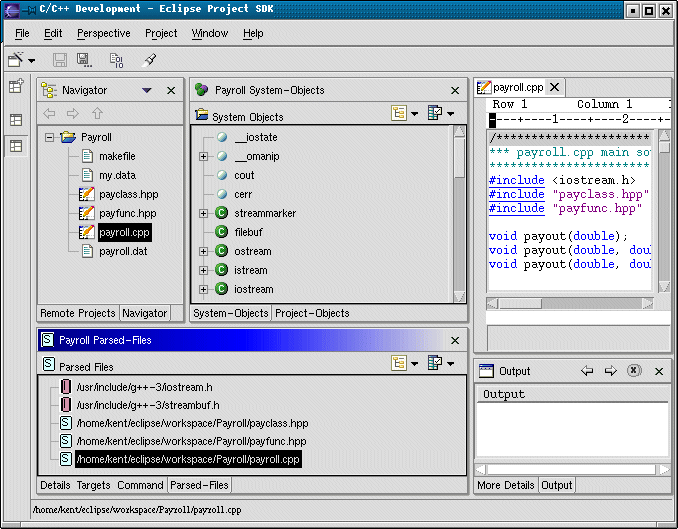 C/C++ Development - Eclipse Project SDK
File Edit Perspective Project Window Help
Navigator
Payroll
makefile
my.data
payclass.hpp
payfunc.hpp
payroll.cpp
payroll.dat
Remote Projects Navigator
Payroll System-Objects
System Objects
__iostate
__omanip
cout
cerr
streammarker
filebuf
ostream
istream
iostream
System-Objects Project-Objects
payroll.cpp
Row 1 Column 1
----+----1----+----2----+
/***********************
*** payroll.cpp main so
***********************
#include <iostream.h>
#include "payclass.hpp"
#include "payfunc.hpp"
void payout(double);
void payout(double, dou
void payout(double, dou
Payroll Parsed-Files
Parsed Files
/usr/include/g++-3/iostream.h
/usr/include/g++-3/streambuf.h
/home/kent/eclipse/workspace/Payroll/payclass.hpp
/home/kent/eclipse/workspace/Payroll/payfunc.hpp
/home/kent/eclipse/workspace/Payroll/payroll.cpp
Details Targets Command Parsed-Files
Output
Output
More Details Output
/home/kent/eclipse/workspace/Payroll/payroll.cpp